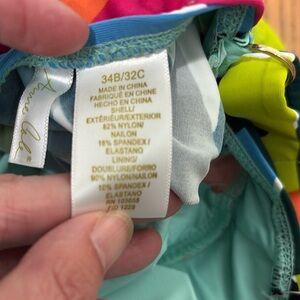 34B/32C
MADE IN CHINA
FABRIQUÉ EN CHINE
HECHO EN CHINA
SHELL/
EXTÉRIEUR/EXTERIOR
82% NYLON/
NAILON
18% SPANDEX/
ELASTANO
LINING/
DOUBLURE/FORRO
90% NYLON/NAILON
10% SPANDEX/
ELASTANO
RN